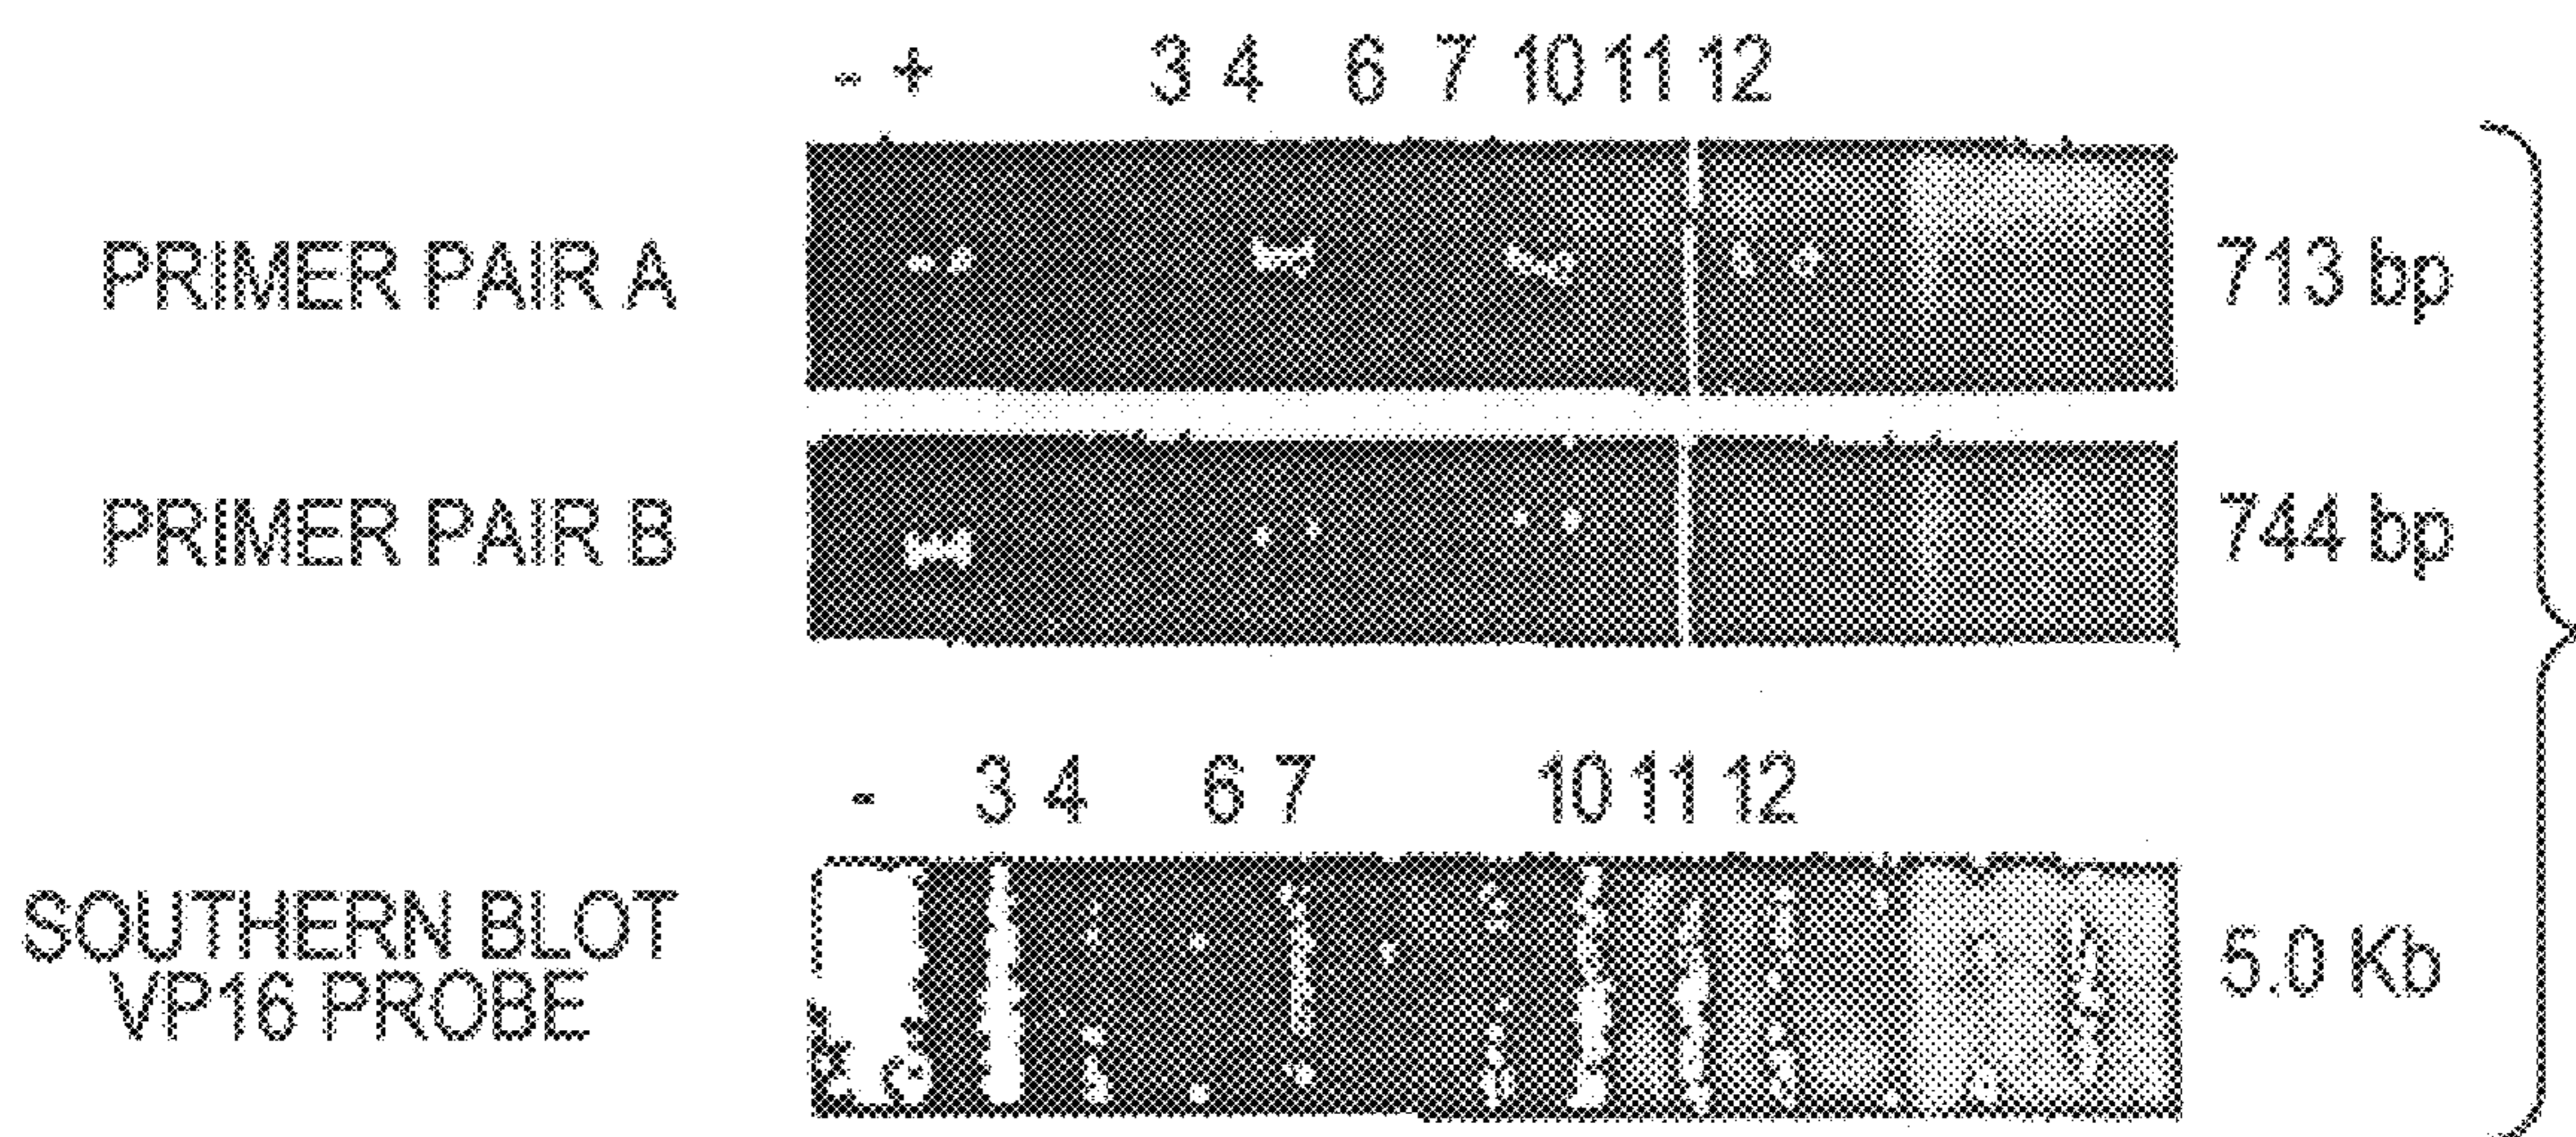 - + 3 4 6 7 10 11 12
PRIMER PAIR A 713 bp
PRIMER PAIR B 744 bp
- 3 4 6 7 10 11 12
SOUTHERN BLOT
VP16 PROBE 5.0 Kb